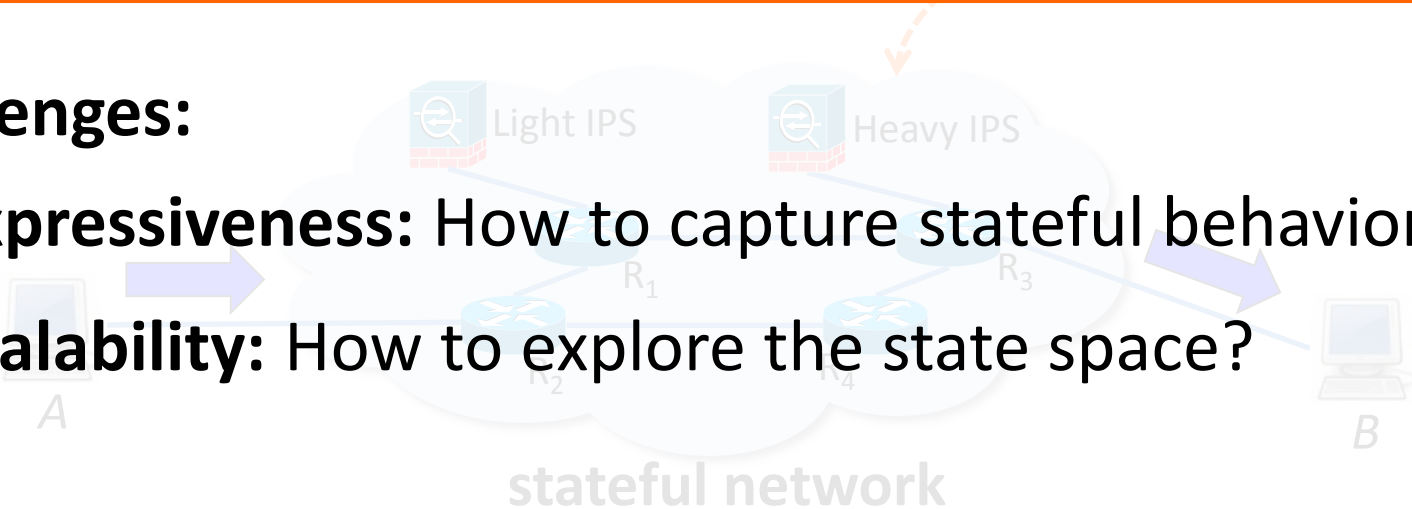 enges:
Light IPS
Heavy IPS
xpressiveness: How to capture stateful behavior
R1
R3
alability: How to explore the state space?
R2
R4
A
B
stateful network